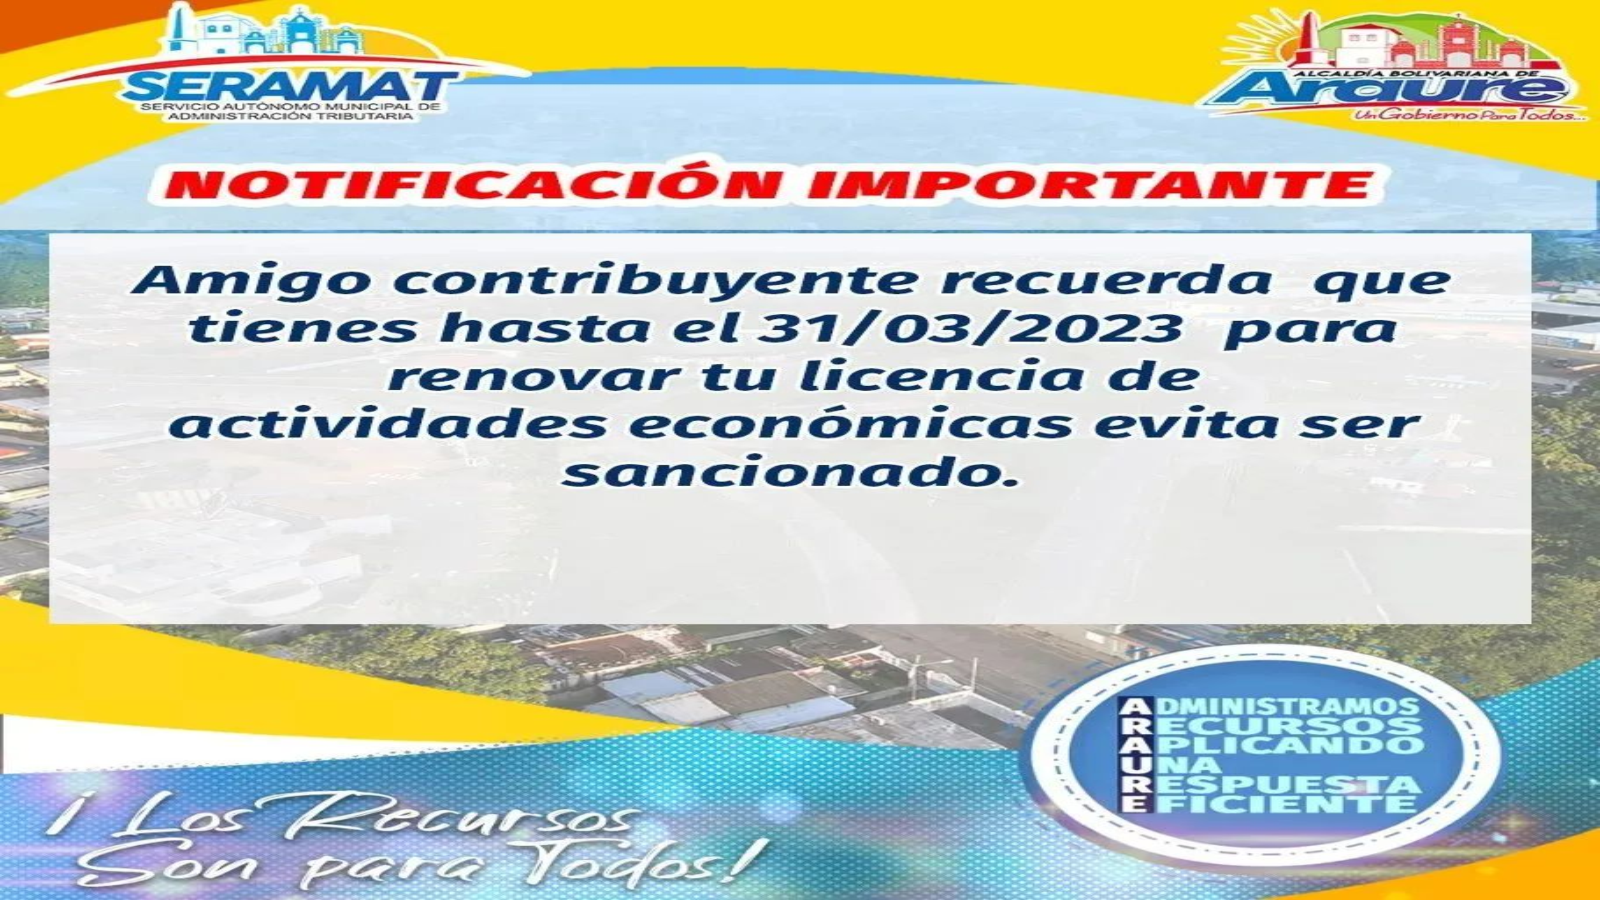 SERAMAT
SERVICIO AUTÓNOMO MUNICIPAL DE
ADMINISTRACIÓN TRIBUTARIA
ALCALDÍA BOLIVARIANA DE
Araure
Un Gobierno Para Todos...
NOTIFICACIÓN IMPORTANTE
Amigo contribuyente recuerda que
tienes hasta el 31/03/2023 para
renovar tu licencia de
actividades económicas evita ser
sancionado.
ADMINISTRAMOS
RECURSOS
APLICANDO
UNA
RESPUESTA
EFICIENTE
¡Los Recursos
Son para Todos!